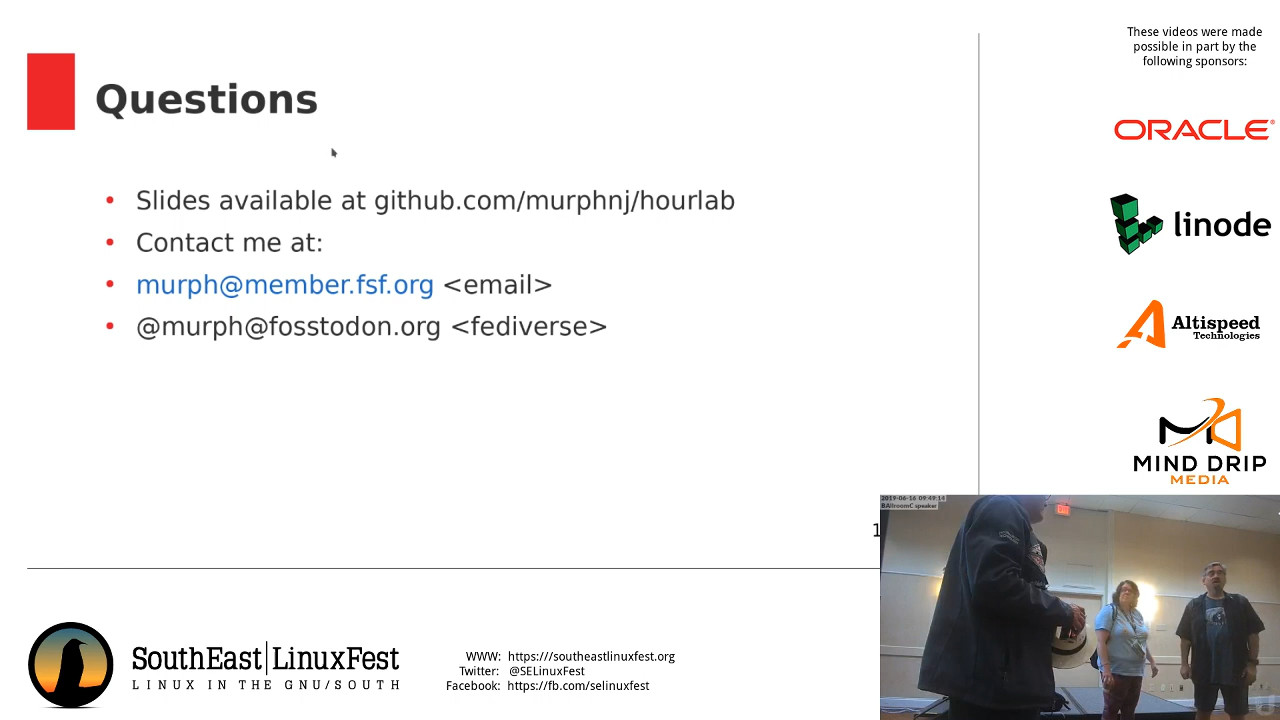 These videos were made
possible in part by the
following sponsors:
Questions
ORACLE®
Slides available at github.com/murphnj/hourlab
linode
Contact me at:
murph@member.fsf.org <email>
@murph@fosstodon.org <fediverse>
Altispeed
Technologies
MIND DRIP
MEDIA
2019-06-16 09:49:14
BAllroomC speaker
1
SouthEast LinuxFest
LINUX IN THE GNU/SOUTH
WWW: https:///southeastlinuxfest.org
Twitter: @SELinuxFest
Facebook: https://fb.com/selinuxfest